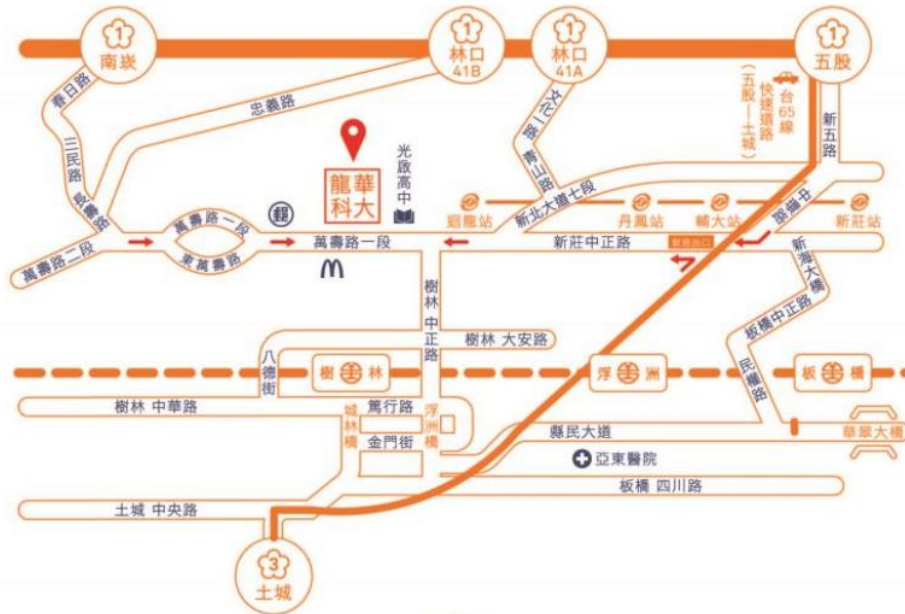 1
南崁
1
林口
41B
1
林口
41A
1
五股
春日路
三民路
長壽路
忠義路
文化一路
青山路
台65線
快速道路
(五股—土城)
新五路
龍華
科大
光啟高中
郵
迴龍站
丹鳳站
輔大站
新莊站
新北大道七段
中華路
萬壽路一段
東萬壽路
萬壽路二段
萬壽路一段
新莊中正路
新海大橋
樹林 中正路
板橋中正路
樹林 大安路
八德街
民權路
樹林
浮洲
板橋
樹林 中華路
篤行路
城林橋
浮洲橋
金門街
縣民大道
華翠大橋
亞東醫院
板橋 四川路
土城 中央路
3
土城